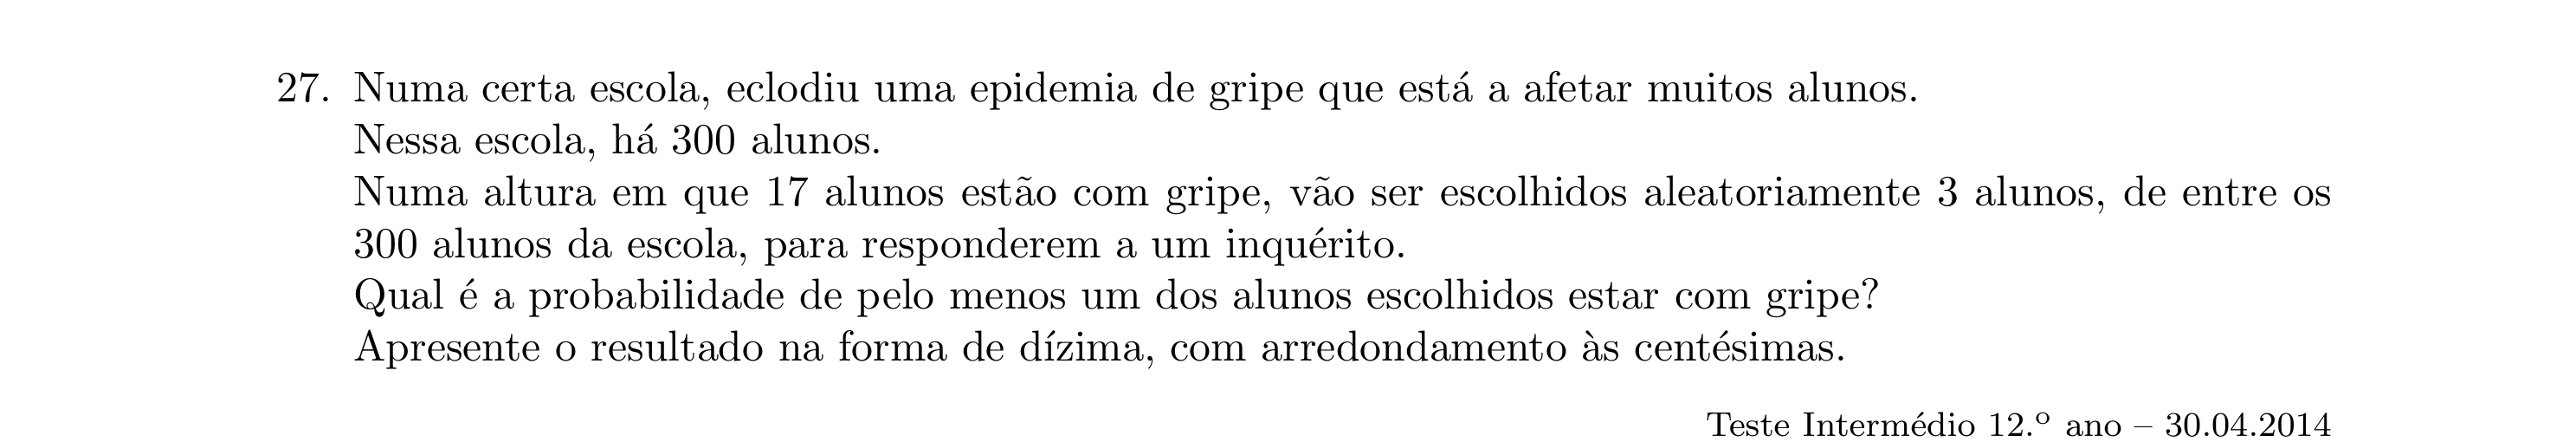 27. Numa certa escola, eclodiu uma epidemia de gripe que está a afetar muitos alunos.
Nessa escola, há 300 alunos.
Numa altura em que 17 alunos estão com gripe, vão ser escolhidos aleatoriamente 3 alunos, de entre os
300 alunos da escola, para responderem a um inquérito.
Qual é a probabilidade de pelo menos um dos alunos escolhidos estar com gripe?
Apresente o resultado na forma de dízima, com arredondamento às centésimas.
Teste Intermédio 12.º ano – 30.04.2014